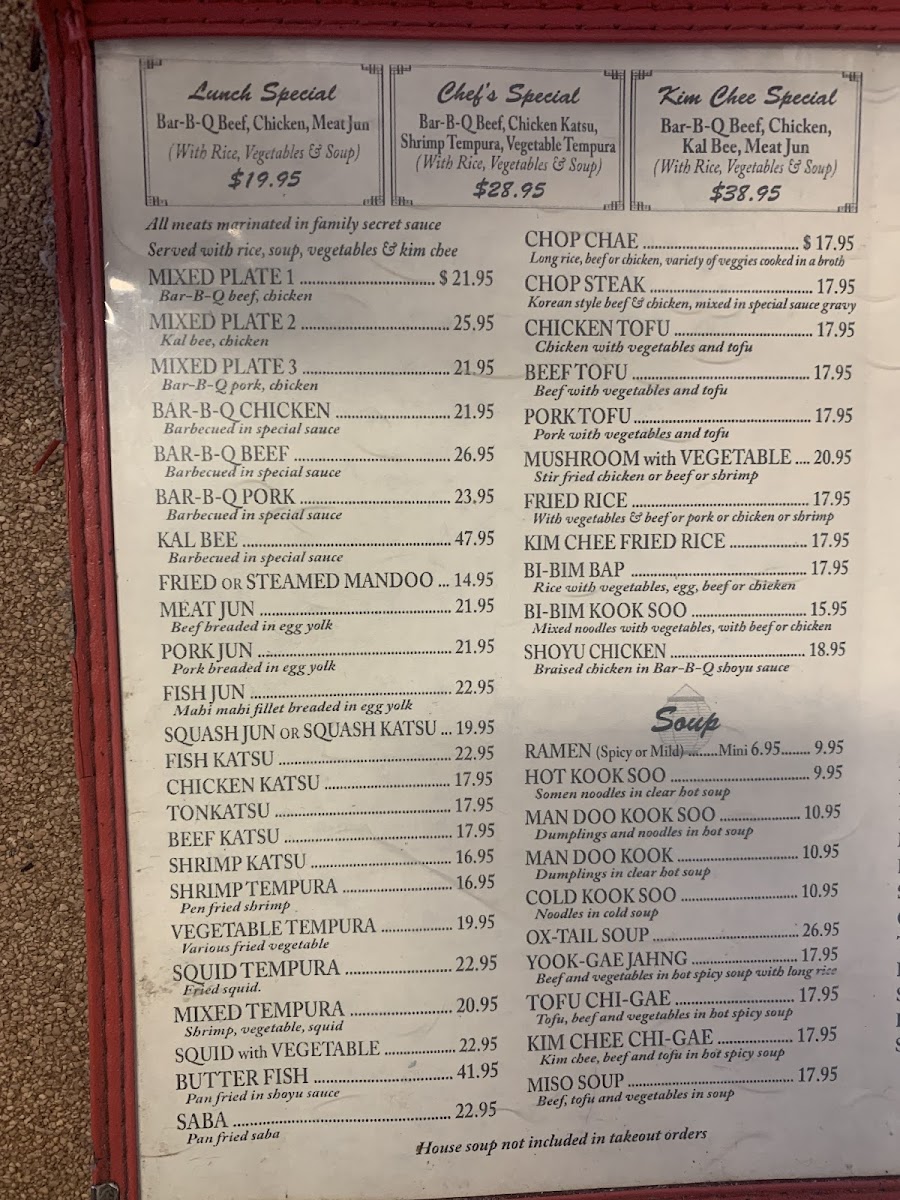 Lunch Special
Bar-B-Q Beef, Chicken, Meat Jun
(With Rice, Vegetables & Soup)
$19.95
Chef's Special
Bar-B-Q Beef, Chicken Katsu,
Shrimp Tempura, Vegetable Tempura
(With Rice, Vegetables & Soup)
$28.95
Kim Chee Special
Bar-B-Q Beef, Chicken,
Kal Bee, Meat Jun
(With Rice, Vegetables & Soup)
$38.95
All meats marinated in family secret sauce
Served with rice, soup, vegetables & kim chee
MIXED PLATE 1 ........ $ 21.95
Bar-B-Q beef, chicken
MIXED PLATE 2 ........ 25.95
Kal bee, chicken
MIXED PLATE 3 ........ 21.95
Bar-B-Q pork, chicken
BAR-B-Q CHICKEN ........ 21.95
Barbecued in special sauce
BAR-B-Q BEEF ........ 26.95
Barbecued in special sauce
BAR-B-Q PORK ........ 23.95
Barbecued in special sauce
KAL BEE ........ 47.95
Barbecued in special sauce
FRIED OR STEAMED MANDOO ... 14.95
MEAT JUN ........ 21.95
Beef breaded in egg yolk
PORK JUN ........ 21.95
Pork breaded in egg yolk
FISH JUN ........ 22.95
Mahi mahi fillet breaded in egg yolk
SQUASH JUN OR SQUASH KATSU ... 19.95
FISH KATSU ........ 22.95
CHICKEN KATSU ........ 17.95
TONKATSU ........ 17.95
BEEF KATSU ........ 17.95
SHRIMP KATSU ........ 16.95
SHRIMP TEMPURA ........ 16.95
Pen fried shrimp
VEGETABLE TEMPURA ........ 19.95
Various fried vegetable
SQUID TEMPURA ........ 22.95
Fried squid.
MIXED TEMPURA ........ 20.95
Shrimp, vegetable, squid
SQUID with VEGETABLE ........ 22.95
BUTTER FISH ........ 41.95
Pan fried in shoyu sauce
SABA ........ 22.95
Pan fried saba
CHOP CHAE ........ $ 17.95
Long rice, beef or chicken, variety of veggies cooked in a broth
CHOP STEAK ........ 17.95
Korean style beef & chicken, mixed in special sauce gravy
CHICKEN TOFU ........ 17.95
Chicken with vegetables and tofu
BEEF TOFU ........ 17.95
Beef with vegetables and tofu
PORK TOFU ........ 17.95
Pork with vegetables and tofu
MUSHROOM with VEGETABLE .... 20.95
Stir fried chicken or beef or shrimp
FRIED RICE ........ 17.95
With vegetables & beef or pork or chicken or shrimp
KIM CHEE FRIED RICE ........ 17.95
BI-BIM BAP ........ 17.95
Rice with vegetables, egg, beef or chicken
BI-BIM KOOK SOO ........ 15.95
Mixed noodles with vegetables, with beef or chicken
SHOYU CHICKEN ........ 18.95
Braised chicken in Bar-B-Q shoyu sauce
Soup
RAMEN (Spicy or Mild) ........Mini 6.95........ 9.95
HOT KOOK SOO ........ 9.95
Somen noodles in clear hot soup
MAN DOO KOOK SOO ........ 10.95
Dumplings and noodles in hot soup
MAN DOO KOOK ........ 10.95
Dumplings in clear hot soup
COLD KOOK SOO ........ 10.95
Noodles in cold soup
OX-TAIL SOUP ........ 26.95
YOOK-GAE JAHNG ........ 17.95
Beef and vegetables in hot spicy soup with long rice
TOFU CHI-GAE ........ 17.95
Tofu, beef and vegetables in hot spicy soup
KIM CHEE CHI-GAE ........ 17.95
Kim chee, beef and tofu in hot spicy soup
MISO SOUP ........ 17.95
Beef, tofu and vegetables in soup
House soup not included in takeout orders